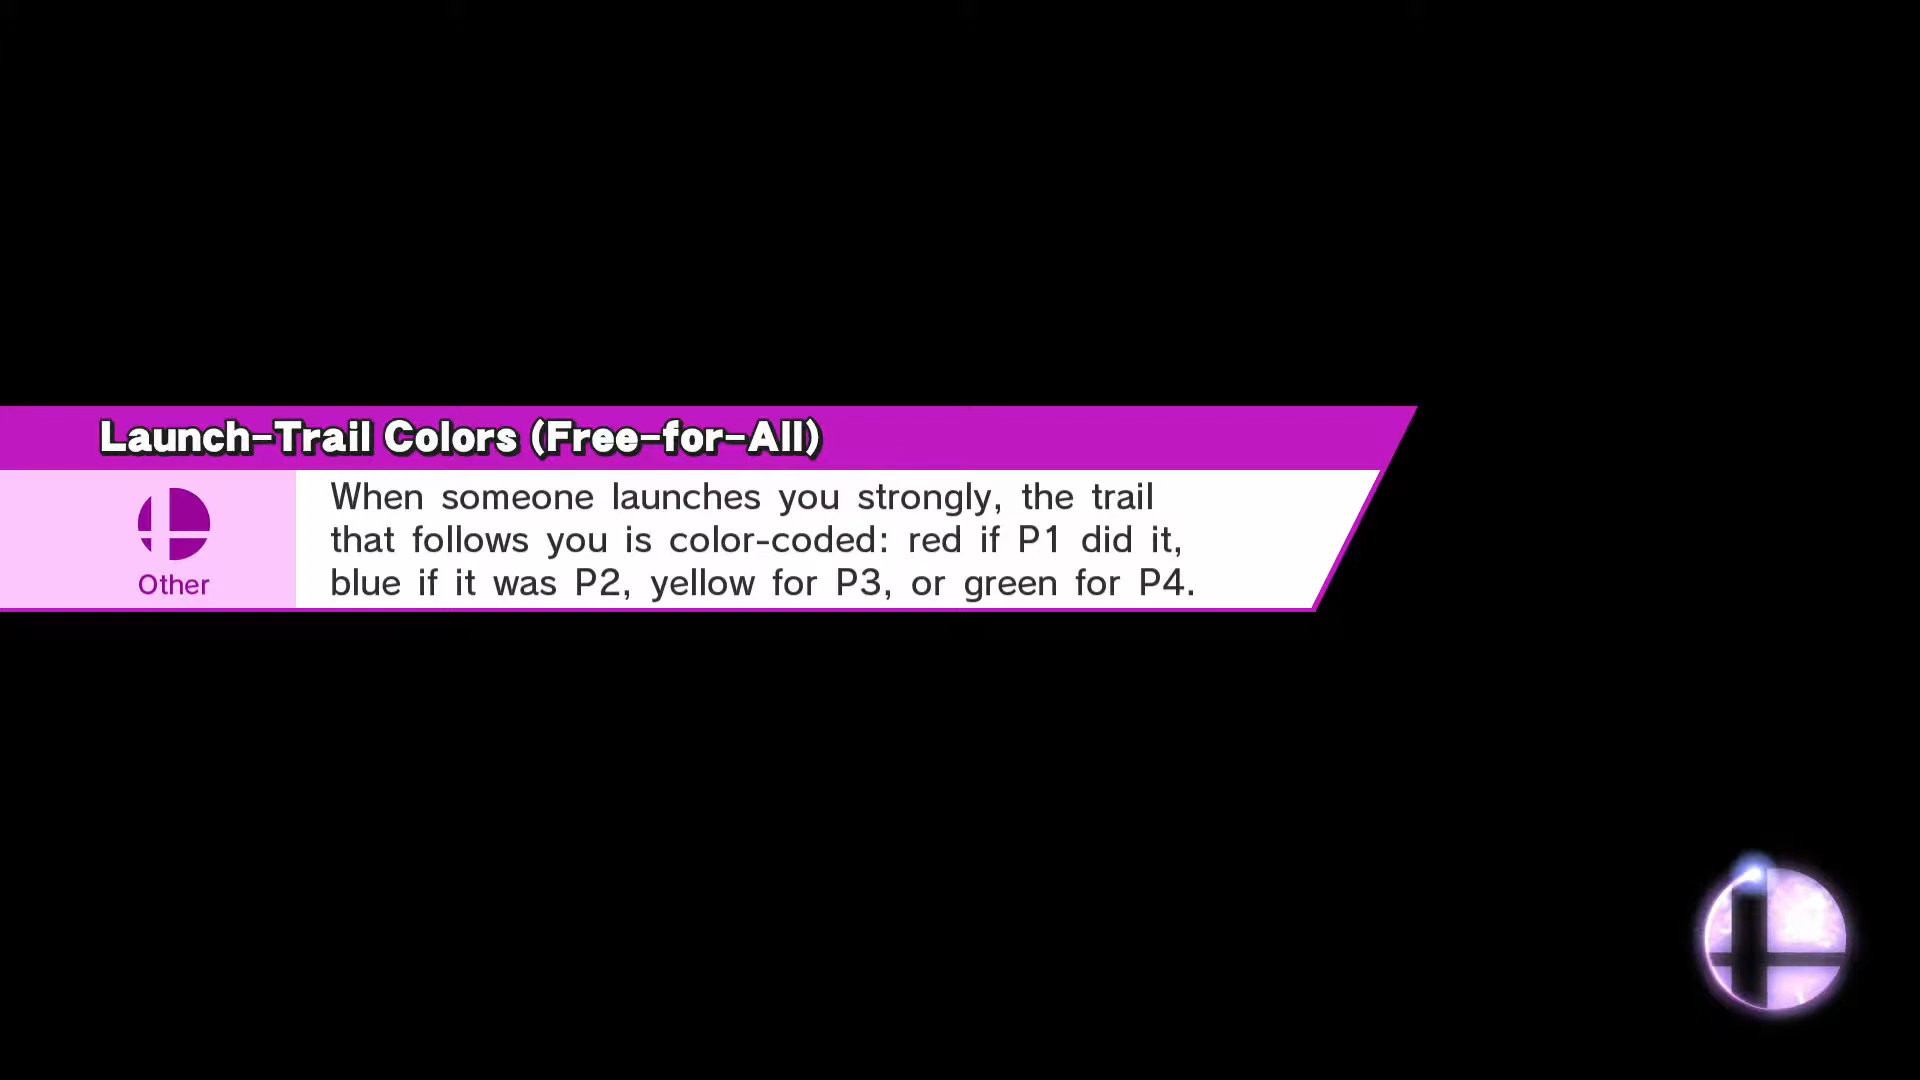 Launch-Trail Colors (Free-for-All)
When someone launches you strongly, the trail
that follows you is color-coded: red if P1 did it,
blue if it was P2, yellow for P3, or green for P4.
Other